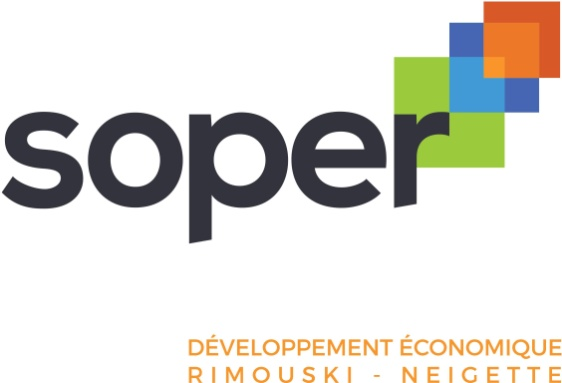 soper
DÉVELOPPEMENT ÉCONOMIQUE
RIMOUSKI - NEIGETTE